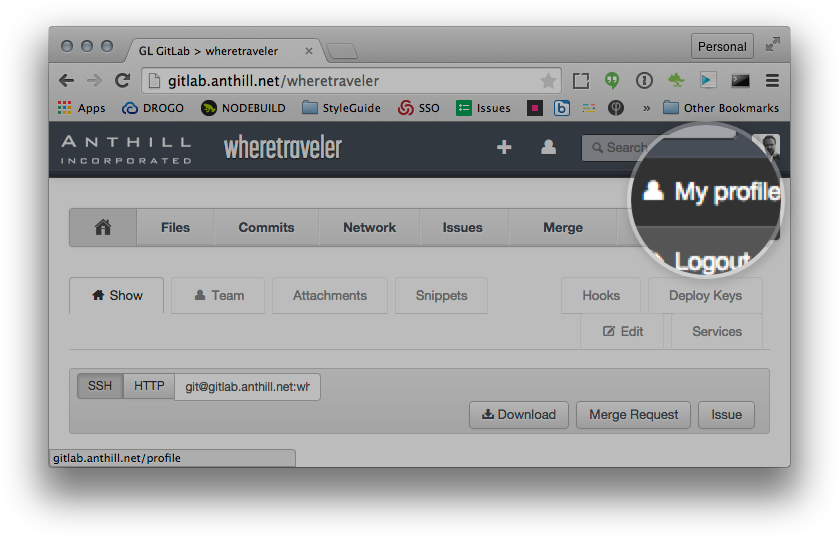 GL GitLab > wheretraveler
Personal
gitlab.anthill.net/wheretraveler
Apps DROGO NODEBUILD StyleGuide SSO Issues » Other Bookmarks
ANTHILL
INCORPORATED
wheretraveler
Search
My profile
Logout
Files Commits Network Issues Merge
Show Team Attachments Snippets Hooks Deploy Keys
Edit Services
SSH HTTP git@gitlab.anthill.net:wh
Download Merge Request Issue
gitlab.anthill.net/profile